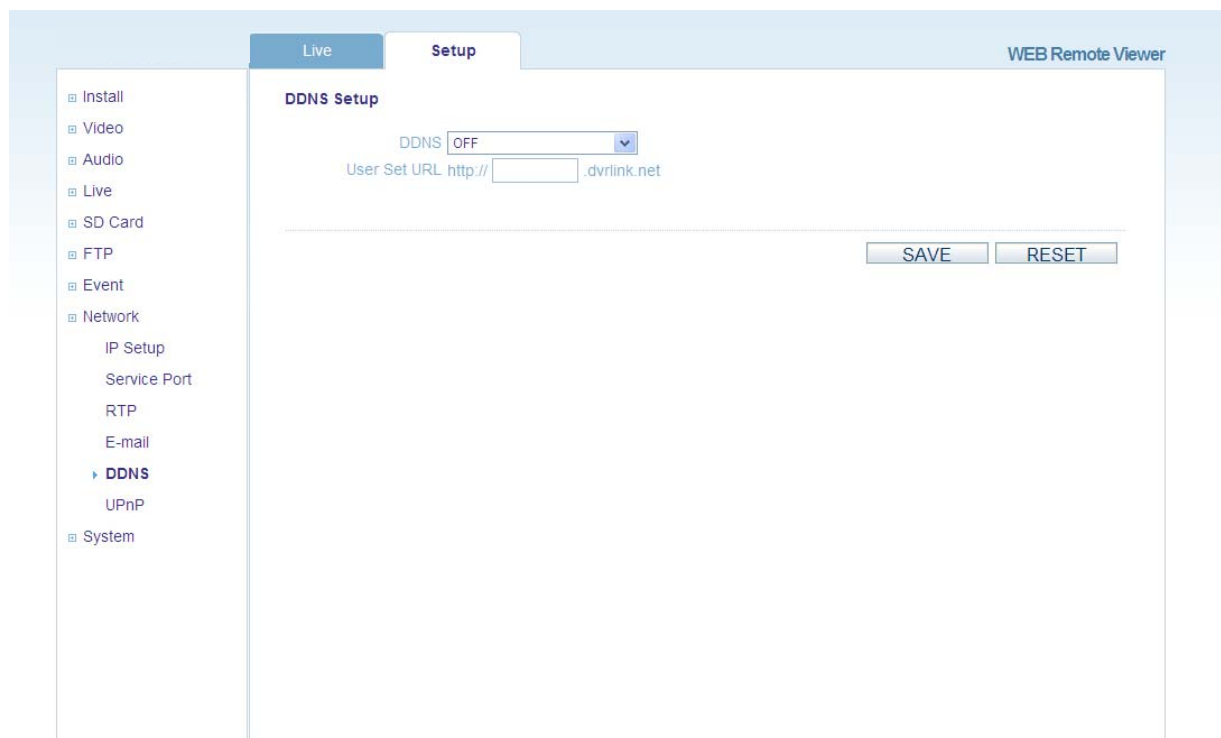 Live Setup WEB Remote Viewer
Install
Video
Audio
Live
SD Card
FTP
Event
Network
IP Setup
Service Port
RTP
E-mail
DDNS
UPnP
System
DDNS Setup
DDNS OFF
User Set URL http:// .dvrlink.net
SAVE RESET